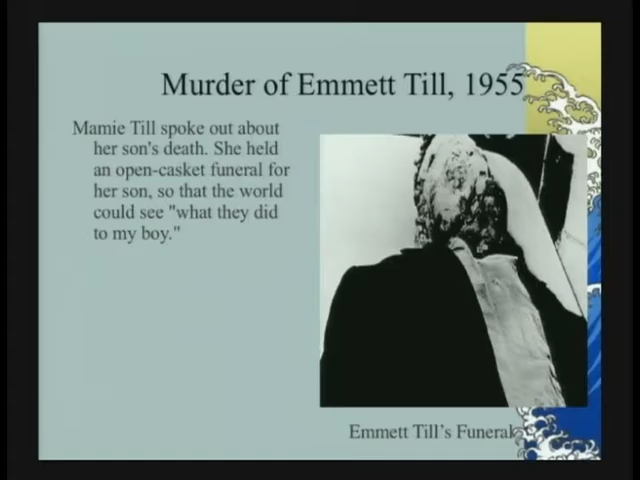 Murder of Emmett Till, 1955
Mamie Till spoke out about
her son's death. She held
an open-casket funeral for
her son, so that the world
could see "what they did
to my boy."
Emmett Till's Funeral